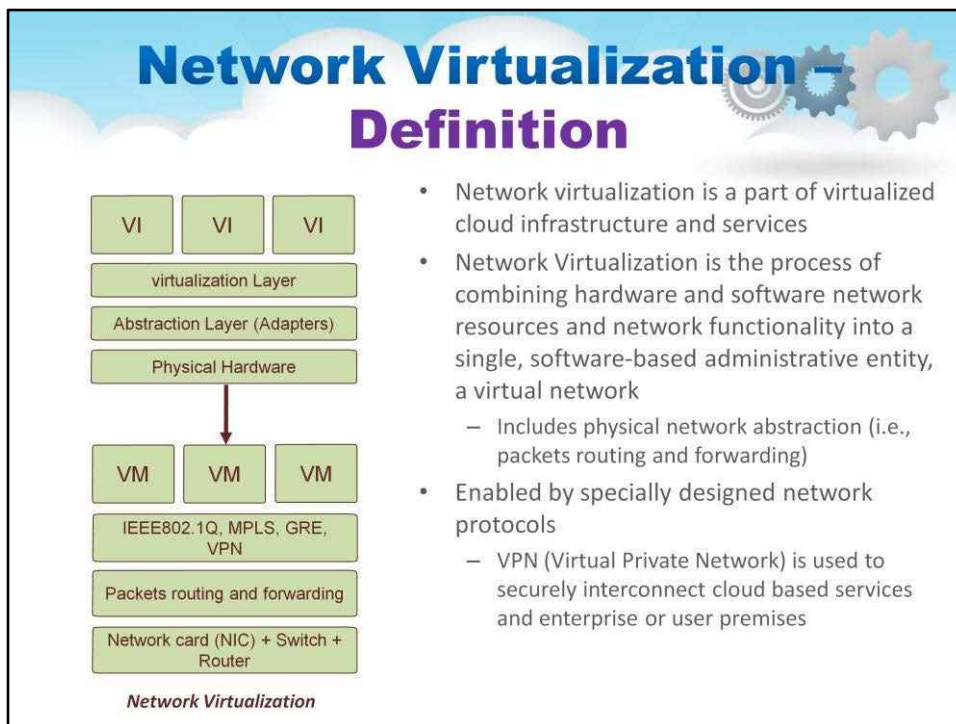 Network Virtualization –
Definition
VI VI VI
virtualization Layer
Abstraction Layer (Adapters)
Physical Hardware
VM VM VM
IEEE802.1Q, MPLS, GRE,
VPN
Packets routing and forwarding
Network card (NIC) + Switch +
Router
Network Virtualization
• Network virtualization is a part of virtualized
cloud infrastructure and services
• Network Virtualization is the process of
combining hardware and software network
resources and network functionality into a
single, software-based administrative entity,
a virtual network
– Includes physical network abstraction (i.e.,
packets routing and forwarding)
• Enabled by specially designed network
protocols
– VPN (Virtual Private Network) is used to
securely interconnect cloud based services
and enterprise or user premises